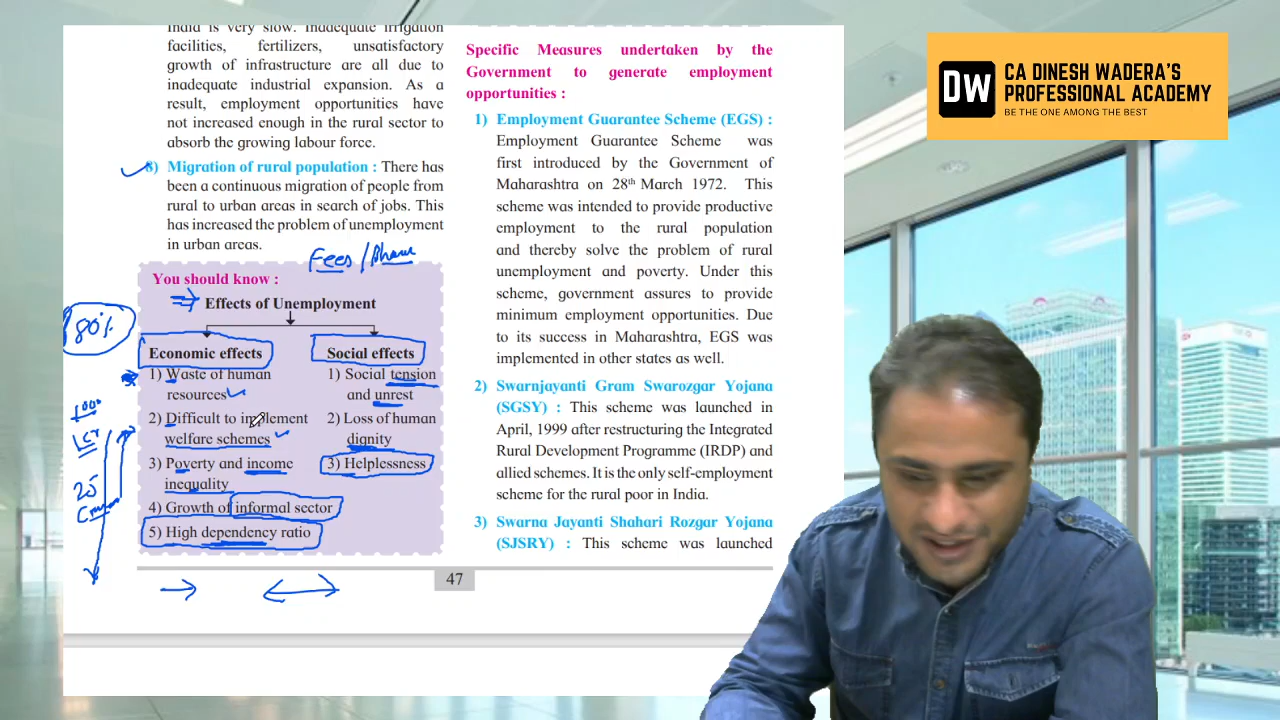 India is very slow. Inadequate irrigation
facilities, fertilizers, unsatisfactory
growth of infrastructure are all due to
inadequate industrial expansion. As a
result, employment opportunities have
not increased enough in the rural sector to
absorb the growing labour force.
8) Migration of rural population : There has
been a continuous migration of people from
rural to urban areas in search of jobs. This
has increased the problem of unemployment
in urban areas.
Fees /
You should know :
Effects of Unemployment
80%
Economic effects
1) Waste of human
resources
2) Difficult to implement
welfare schemes
3) Poverty and income
inequality
4) Growth of informal sector
5) High dependency ratio
Social effects
1) Social tension
and unrest
2) Loss of human
dignity
3) Helplessness
1000
25
47
Specific Measures undertaken by the
Government to generate employment
opportunities :
1) Employment Guarantee Scheme (EGS) :
Employment Guarantee Scheme was
first introduced by the Government of
Maharashtra on 28th March 1972. This
scheme was intended to provide productive
employment to the rural population
and thereby solve the problem of rural
unemployment and poverty. Under this
scheme, government assures to provide
minimum employment opportunities. Due
to its success in Maharashtra, EGS was
implemented in other states as well.
2) Swarnjayanti Gram Swarozgar Yojana
(SGSY) : This scheme was launched in
April, 1999 after restructuring the Integrated
Rural Development Programme (IRDP) and
allied schemes. It is the only self-employment
scheme for the rural poor in India.
3) Swarna Jayanti Shahari Rozgar Yojana
(SJSRY) : This scheme was launched
DW
CA DINESH WADERA'S
PROFESSIONAL ACADEMY
BE THE ONE AMONG THE BEST